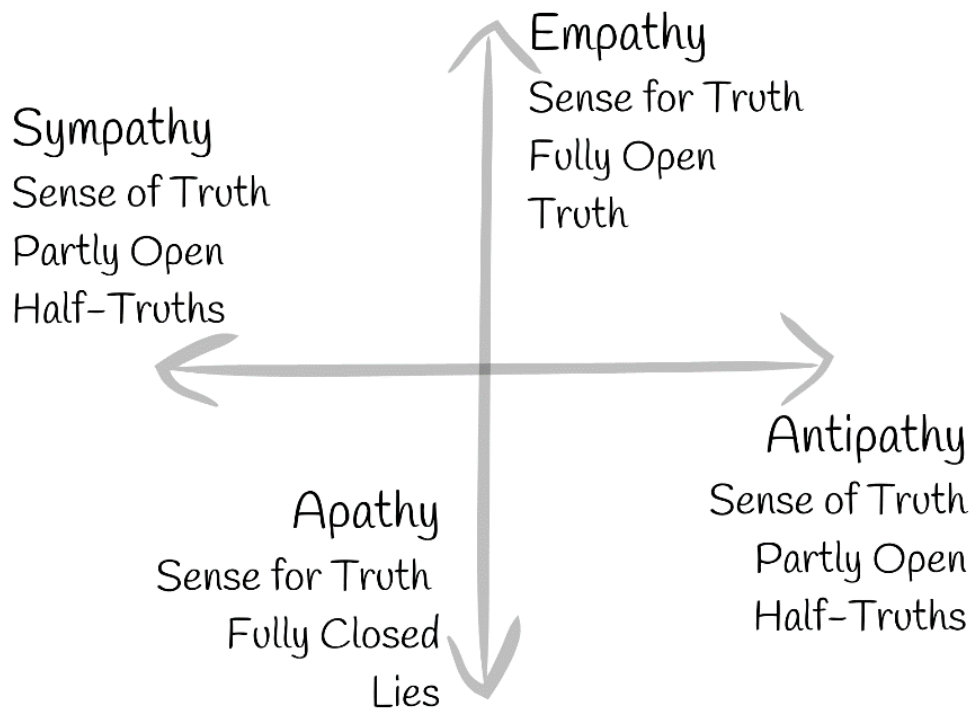 Empathy
Sense for Truth
Fully Open
Truth
Sympathy
Sense of Truth
Partly Open
Half-Truths
Antipathy
Sense of Truth
Partly Open
Half-Truths
Apathy
Sense for Truth
Fully Closed
Lies